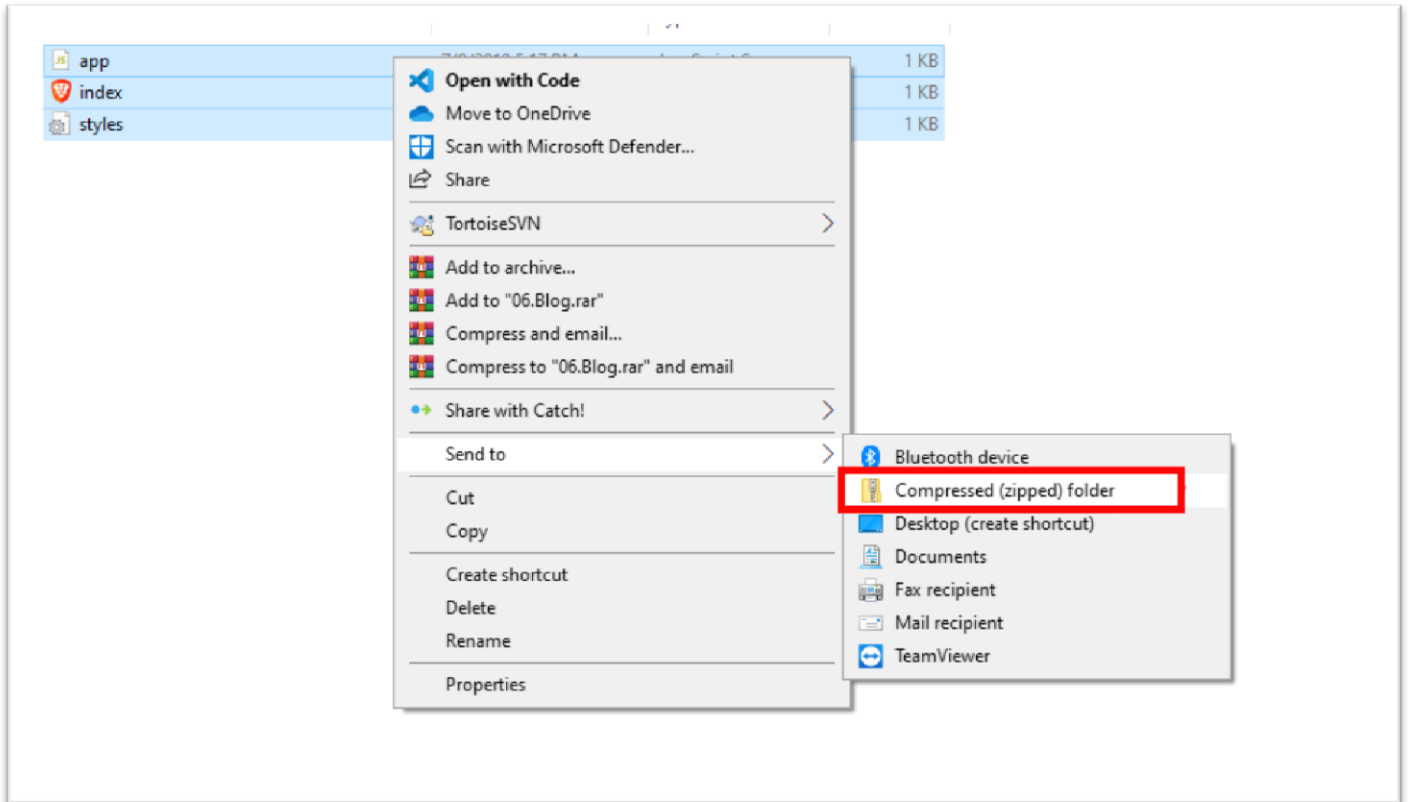 app
1 KB
index
1 KB
styles
1 KB
Open with Code
Move to OneDrive
Scan with Microsoft Defender...
Share
TortoiseSVN
Add to archive...
Add to "06.Blog.rar"
Compress and email...
Compress to "06.Blog.rar" and email
Share with Catch!
Send to
Cut
Copy
Create shortcut
Delete
Rename
Properties
Bluetooth device
Compressed (zipped) folder
Desktop (create shortcut)
Documents
Fax recipient
Mail recipient
TeamViewer